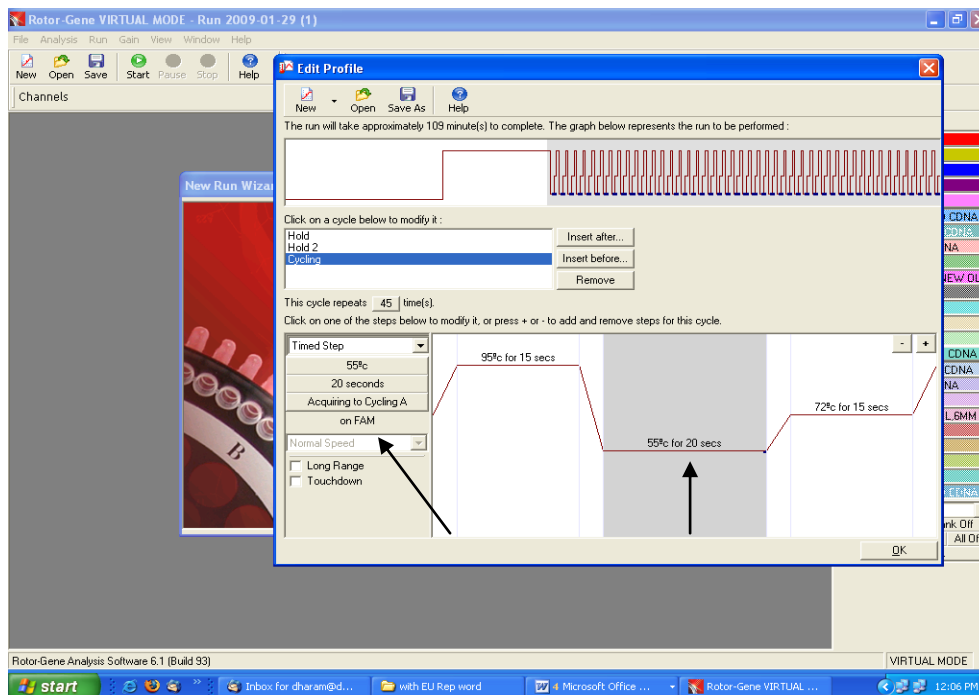 Rotor-Gene VIRTUAL MODE - Run 2009-01-29 (1)
File Analysis Run Gain View Window Help
New Open Save Start Pause Stop Help
Channels
New Run Wiza
Edit Profile
New Open Save As Help
The run will take approximately 109 minute(s) to complete. The graph below represents the run to be performed :
Click on a cycle below to modify it :
Hold
Hold 2
Cycling
Insert after...
Insert before...
Remove
This cycle repeats 45 time(s).
Click on one of the steps below to modify it, or press + or - to add and remove steps for this cycle.
Timed Step
55ºc
20 seconds
Acquiring to Cycling A
on FAM
Normal Speed
Long Range
Touchdown
95ºc for 15 secs
55ºc for 20 secs
72ºc for 15 secs
- +
OK
B
CDNA
CDNA
NA
EW OL
CDNA
CDNA
NA
L,6MM
CDNA
nk Off
All Of
Rotor-Gene Analysis Software 6.1 (Build 93)
VIRTUAL MODE
start
Inbox for dharam@d...
with EU Rep word
4 Microsoft Office ...
Rotor-Gene VIRTUAL ...
12:06 PM